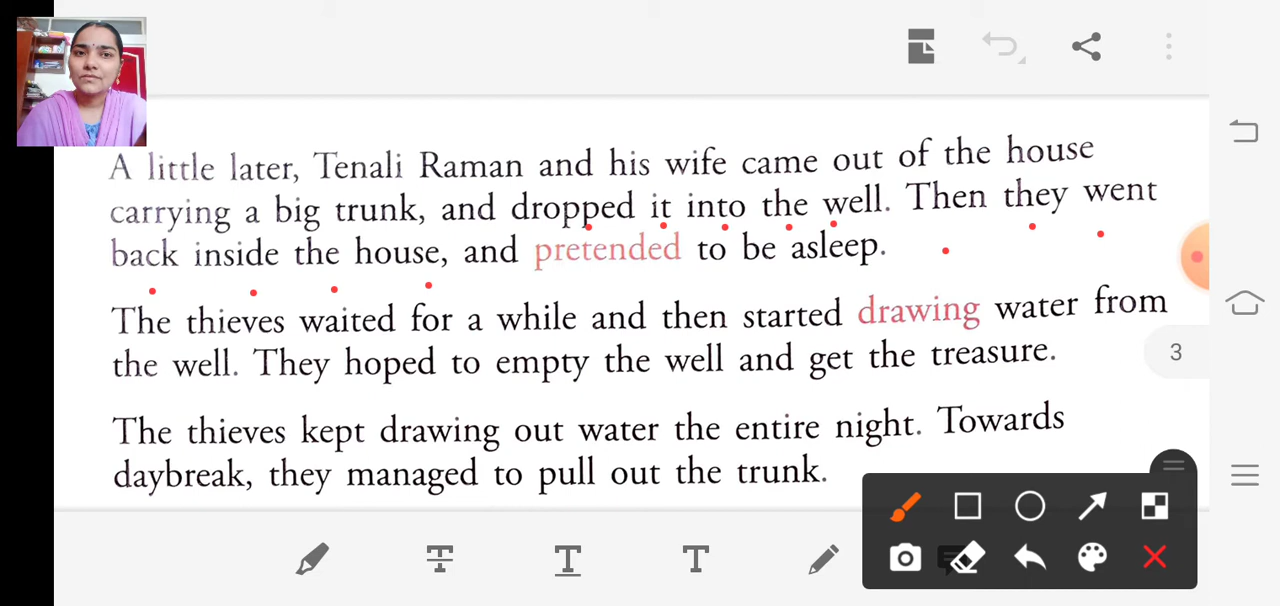 A little later, Tenali Raman and his wife came out of the house
carrying a big trunk, and dropped it into the well. Then they went
back inside the house, and pretended to be asleep.
The thieves waited for a while and then started drawing water from
the well. They hoped to empty the well and get the treasure.
The thieves kept drawing out water the entire night. Towards
daybreak, they managed to pull out the trunk.
3